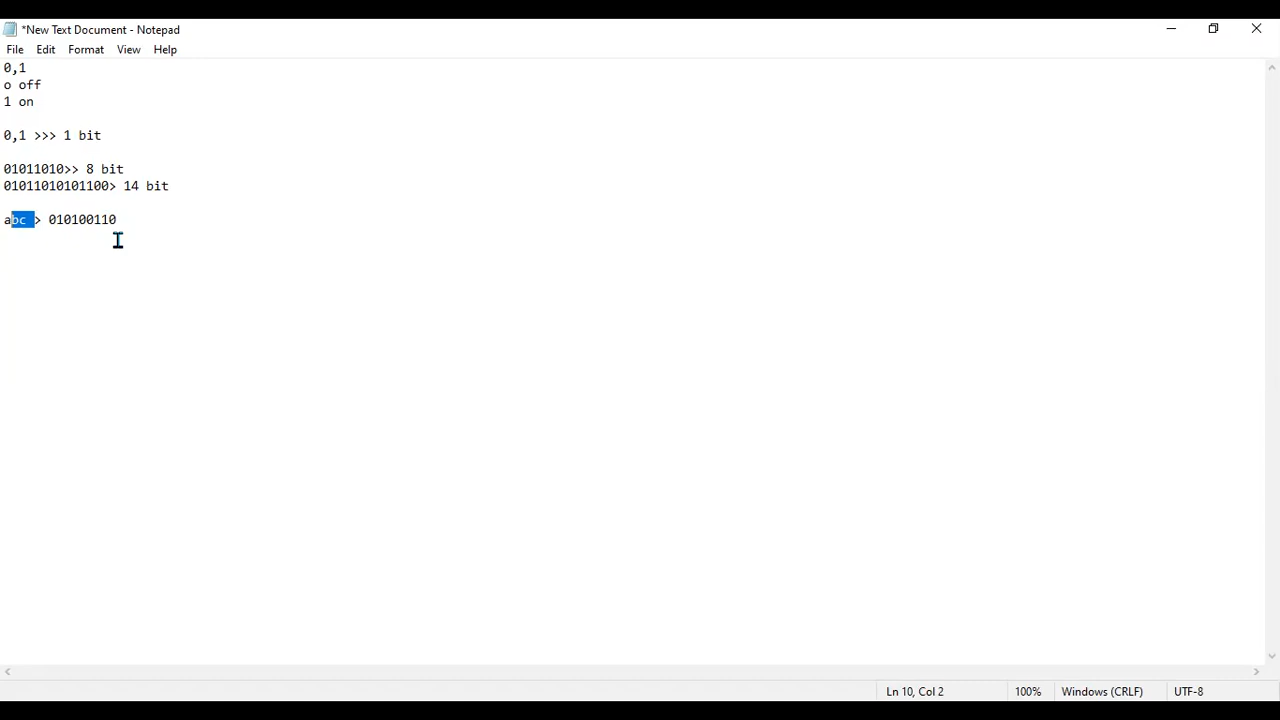 *New Text Document - Notepad
File Edit Format View Help
0,1
o off
1 on
0,1 >>> 1 bit
01011010>> 8 bit
01011010101100> 14 bit
abc > 010100110
Ln 10, Col 2 100% Windows (CRLF) UTF-8